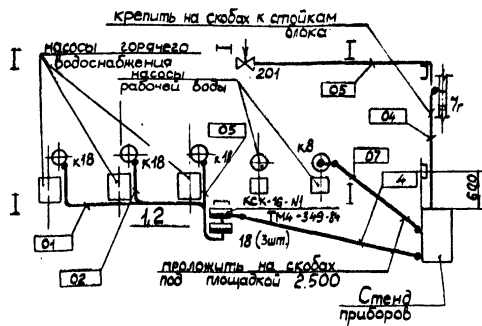 крепить на скобах к стойкам
блока
насосы горячего
водоснабжения
насосы
рабочей воды
201
05
7г
04
05
к18
к18
к18
к8
07
4
600
КСК-16-№1
ТМ4-349-84
1,2
01
02
18 (3шт.)
проложить на скобах
под площадкой 2.500
Стенд
приборов